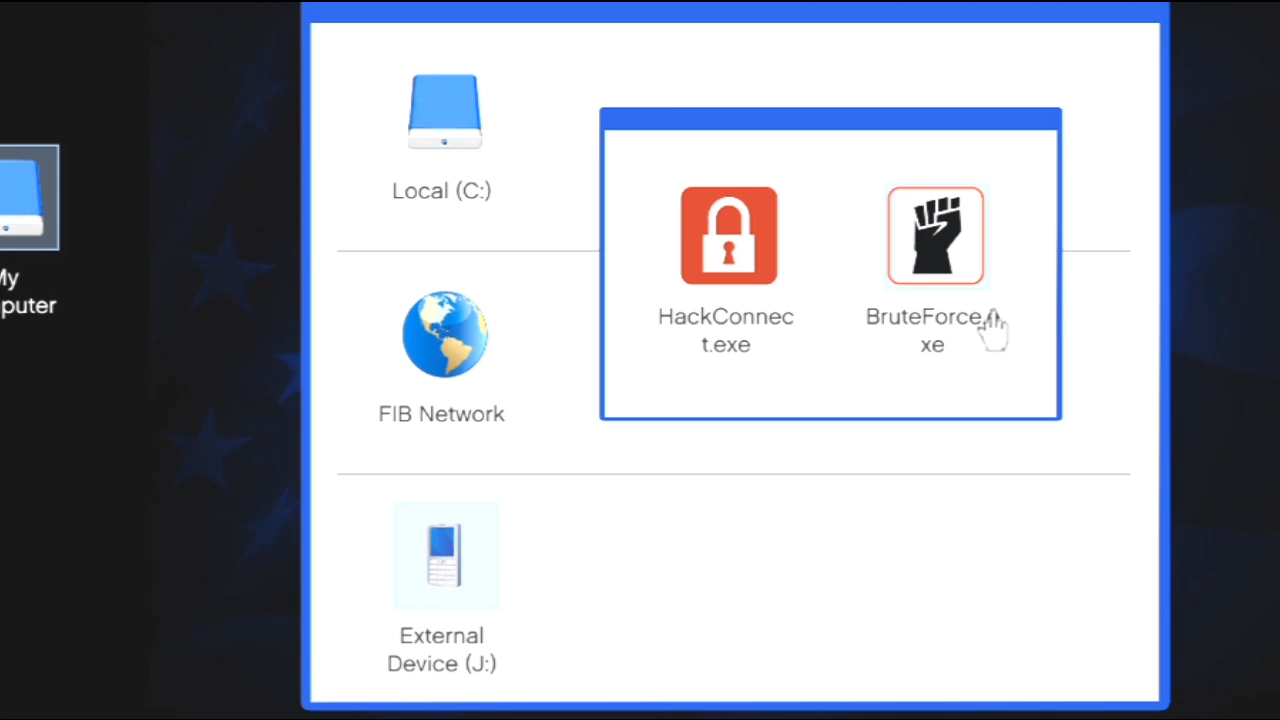 Local (C:)
My
puter
HackConnec
t.exe
BruteForce.
xe
FIB Network
External
Device (J:)